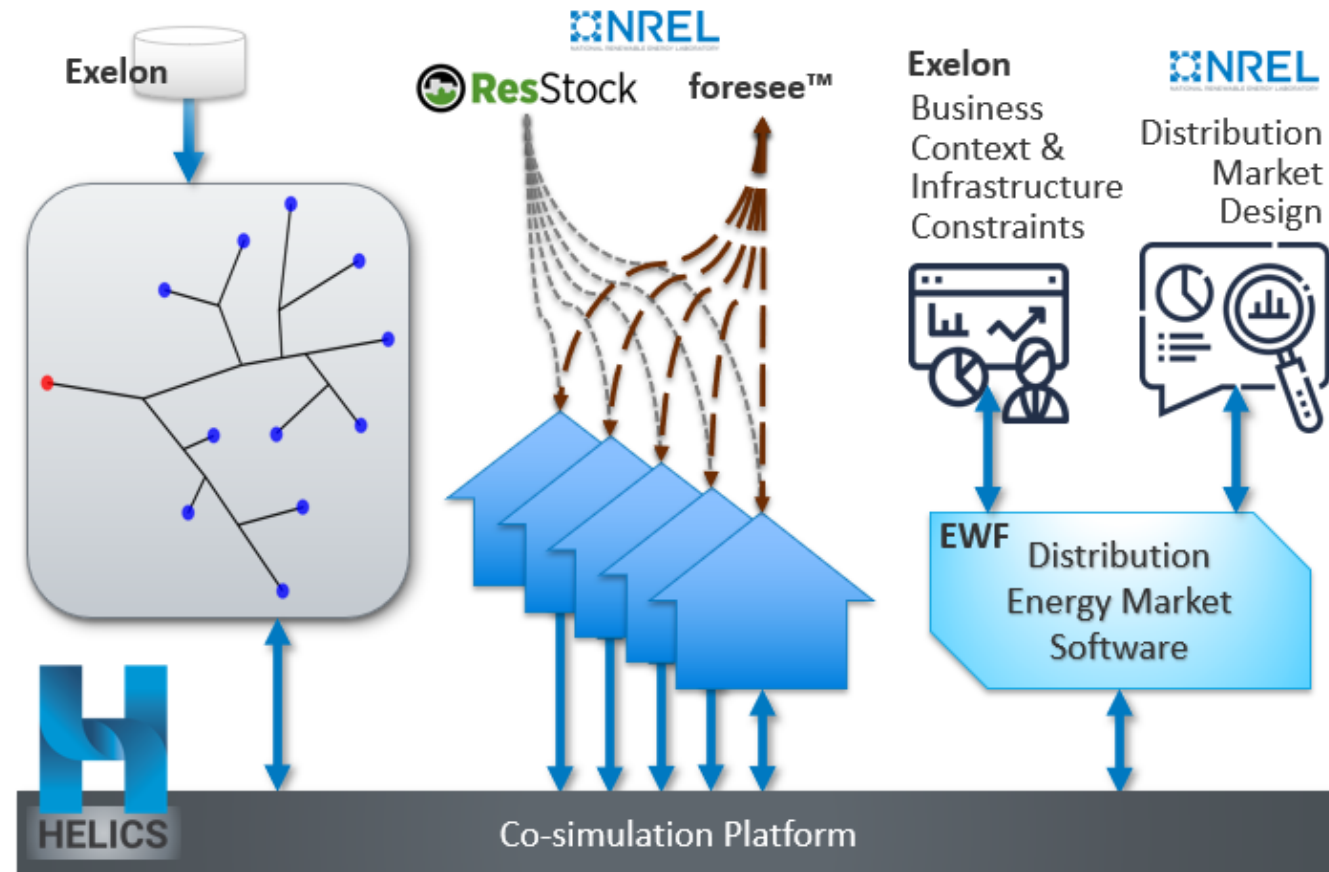 Exelon
NREL
NATIONAL RENEWABLE ENERGY LABORATORY
ResStock
foresee™
Exelon
Business
Context &
Infrastructure
Constraints
NREL
NATIONAL RENEWABLE ENERGY LABORATORY
Distribution
Market
Design
EWF
Distribution
Energy Market
Software
HELICS
Co-simulation Platform